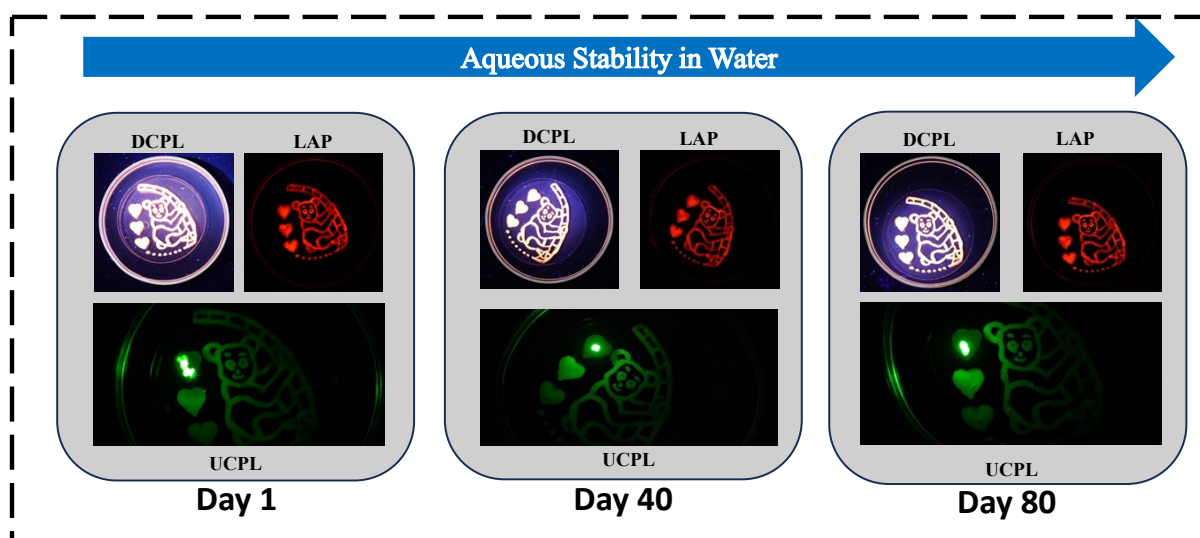 Aqueous Stability in Water
DCPL LAP
UCPL
Day 1
DCPL LAP
UCPL
Day 40
DCPL LAP
UCPL
Day 80